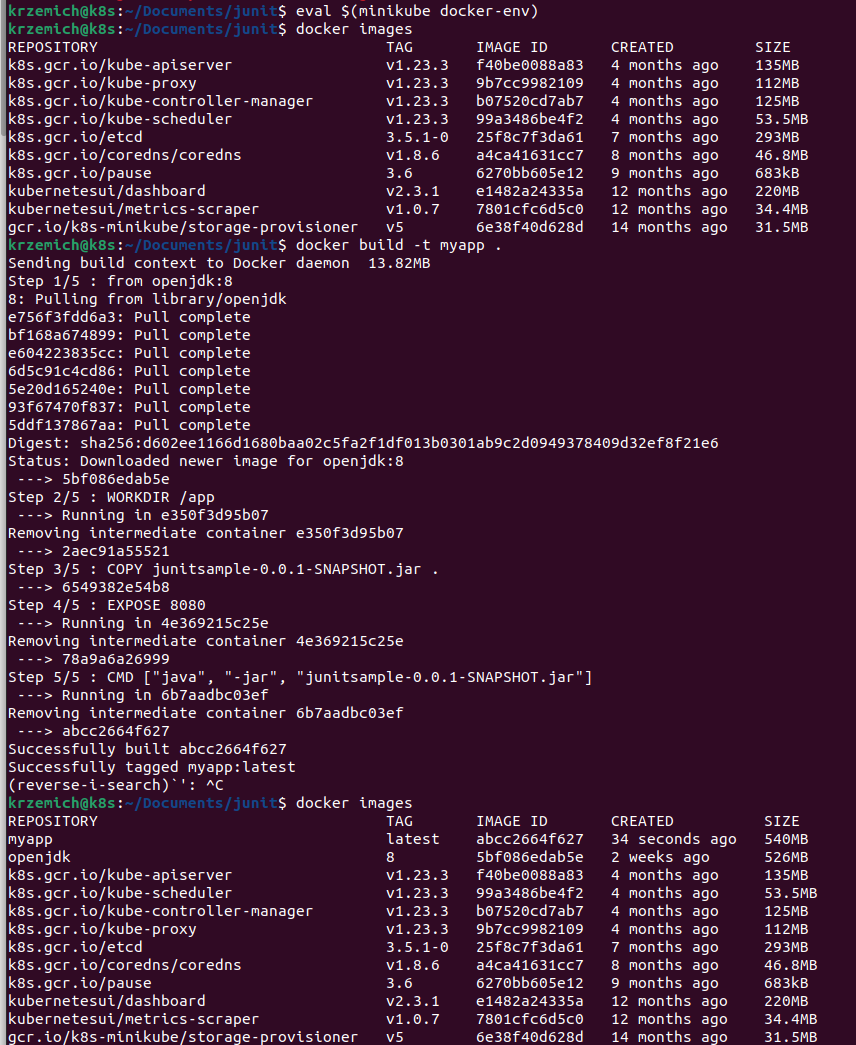 krzemich@k8s:~/Documents/junit$ eval $(minikube docker-env)
krzemich@k8s:~/Documents/junit$ docker images
REPOSITORY TAG IMAGE ID CREATED SIZE
k8s.gcr.io/kube-apiserver v1.23.3 f40be0088a83 4 months ago 135MB
k8s.gcr.io/kube-proxy v1.23.3 9b7cc9982109 4 months ago 112MB
k8s.gcr.io/kube-controller-manager v1.23.3 b07520cd7ab7 4 months ago 125MB
k8s.gcr.io/kube-scheduler v1.23.3 99a3486be4f2 4 months ago 53.5MB
k8s.gcr.io/etcd 3.5.1-0 25f8c7f3da61 7 months ago 293MB
k8s.gcr.io/coredns/coredns v1.8.6 a4ca41631cc7 8 months ago 46.8MB
k8s.gcr.io/pause 3.6 6270bb605e12 9 months ago 683kB
kubernetesui/dashboard v2.3.1 e1482a24335a 12 months ago 220MB
kubernetesui/metrics-scraper v1.0.7 7801cfc6d5c0 12 months ago 34.4MB
gcr.io/k8s-minikube/storage-provisioner v5 6e38f40d628d 14 months ago 31.5MB
krzemich@k8s:~/Documents/junit$ docker build -t myapp .
Sending build context to Docker daemon 13.82MB
Step 1/5 : from openjdk:8
8: Pulling from library/openjdk
e756f3fdd6a3: Pull complete
bf168a674899: Pull complete
e604223835cc: Pull complete
6d5c91c4cd86: Pull complete
5e20d165240e: Pull complete
93f67470f837: Pull complete
5ddf137867aa: Pull complete
Digest: sha256:d602ee1166d1680baa02c5fa2f1df013b0301ab9c2d0949378409d32ef8f21e6
Status: Downloaded newer image for openjdk:8
---> 5bf086edab5e
Step 2/5 : WORKDIR /app
---> Running in e350f3d95b07
Removing intermediate container e350f3d95b07
---> 2aec91a55521
Step 3/5 : COPY junitsample-0.0.1-SNAPSHOT.jar .
---> 6549382e54b8
Step 4/5 : EXPOSE 8080
---> Running in 4e369215c25e
Removing intermediate container 4e369215c25e
---> 78a9a6a26999
Step 5/5 : CMD ["java", "-jar", "junitsample-0.0.1-SNAPSHOT.jar"]
---> Running in 6b7aadbc03ef
Removing intermediate container 6b7aadbc03ef
---> abcc2664f627
Successfully built abcc2664f627
Successfully tagged myapp:latest
(reverse-i-search)`': ^C
krzemich@k8s:~/Documents/junit$ docker images
REPOSITORY TAG IMAGE ID CREATED SIZE
myapp latest abcc2664f627 34 seconds ago 540MB
openjdk 8 5bf086edab5e 2 weeks ago 526MB
k8s.gcr.io/kube-apiserver v1.23.3 f40be0088a83 4 months ago 135MB
k8s.gcr.io/kube-scheduler v1.23.3 99a3486be4f2 4 months ago 53.5MB
k8s.gcr.io/kube-controller-manager v1.23.3 b07520cd7ab7 4 months ago 125MB
k8s.gcr.io/kube-proxy v1.23.3 9b7cc9982109 4 months ago 112MB
k8s.gcr.io/etcd 3.5.1-0 25f8c7f3da61 7 months ago 293MB
k8s.gcr.io/coredns/coredns v1.8.6 a4ca41631cc7 8 months ago 46.8MB
k8s.gcr.io/pause 3.6 6270bb605e12 9 months ago 683kB
kubernetesui/dashboard v2.3.1 e1482a24335a 12 months ago 220MB
kubernetesui/metrics-scraper v1.0.7 7801cfc6d5c0 12 months ago 34.4MB
gcr.io/k8s-minikube/storage-provisioner v5 6e38f40d628d 14 months ago 31.5MB